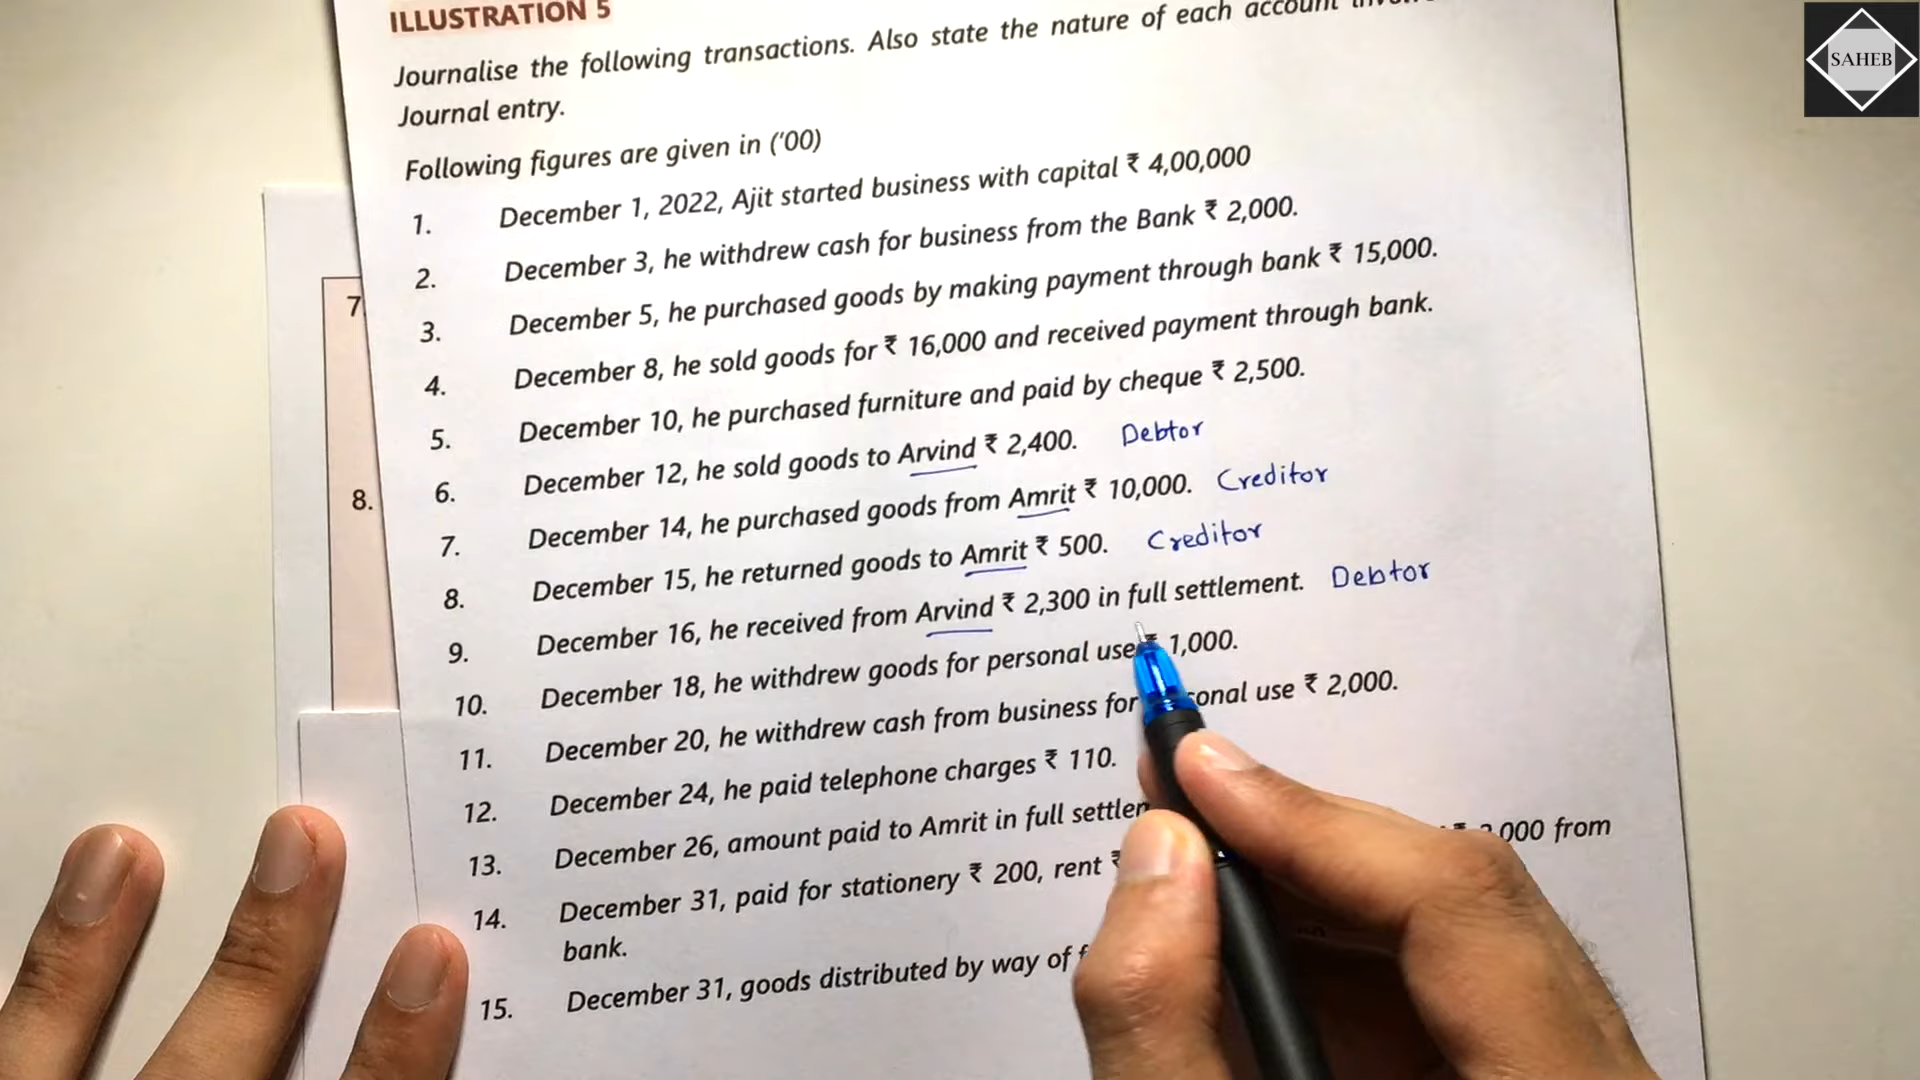 ILLUSTRATION 5
SAHEB
Journalise the following transactions. Also state the nature of each account
Journal entry.
Following figures are given in ('00)
1. December 1, 2022, Ajit started business with capital ₹ 4,00,000
2. December 3, he withdrew cash for business from the Bank ₹ 2,000.
3. December 5, he purchased goods by making payment through bank ₹ 15,000.
7
4. December 8, he sold goods for ₹ 16,000 and received payment through bank.
5. December 10, he purchased furniture and paid by cheque ₹ 2,500.
6. December 12, he sold goods to Arvind ₹ 2,400. Debtor
8.
7. December 14, he purchased goods from Amrit ₹ 10,000. Creditor
8. December 15, he returned goods to Amrit ₹ 500. Creditor
9. December 16, he received from Arvind ₹ 2,300 in full settlement. Debtor
10. December 18, he withdrew goods for personal use ₹ 1,000.
11. December 20, he withdrew cash from business for personal use ₹ 2,000.
12. December 24, he paid telephone charges ₹ 110.
13. December 26, amount paid to Amrit in full
14. December 31, paid for stationery ₹ 200, rent ₹ 000 from
bank.
15. December 31, goods distributed by way of